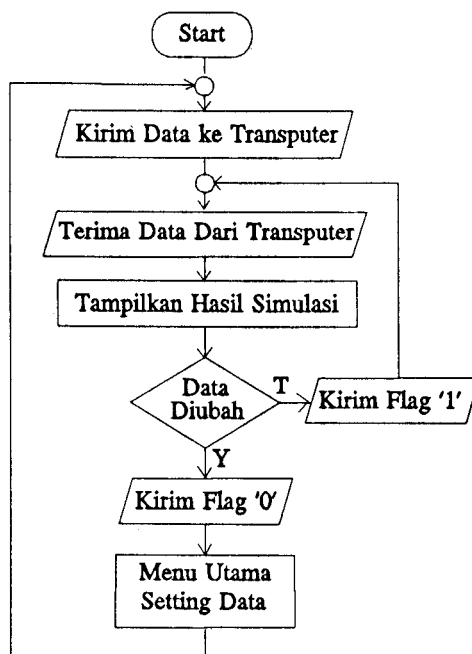 Start
Kirim Data ke Transputer
Terima Data Dari Transputer
Tampilkan Hasil Simulasi
Data
Diubah
T
Kirim Flag '1'
Y
Kirim Flag '0'
Menu Utama
Setting Data